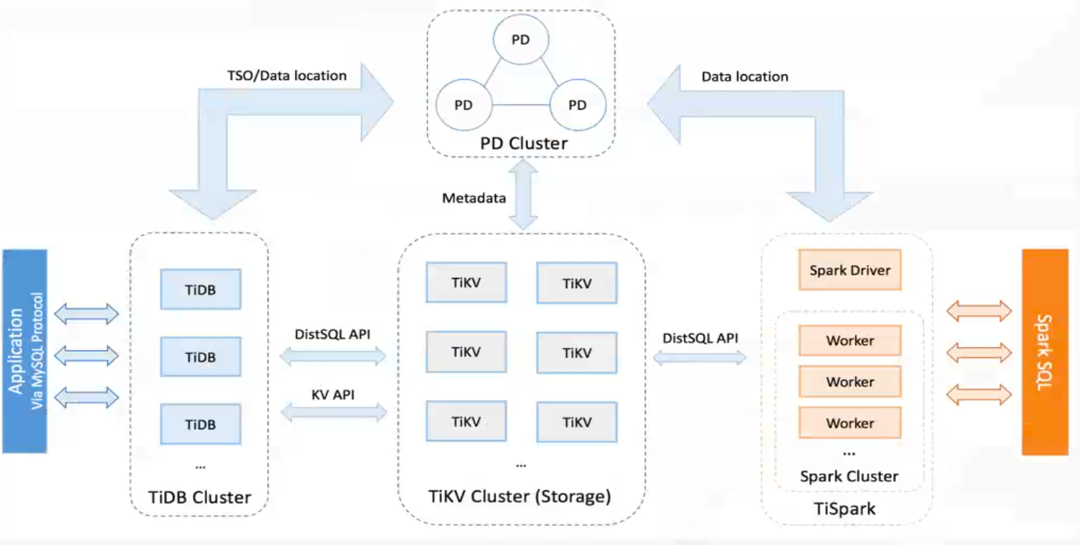 PD
TSO/Data location
Data location
PD
PD
PD Cluster
Metadata
Application
Via MySQL Protocol
TiDB
TiDB
TiDB
...
TiDB Cluster
DistSQL API
KV API
TiKV
TiKV
TiKV
TiKV
TiKV
TiKV
...
TiKV Cluster (Storage)
DistSQL API
Spark Driver
Worker
Worker
Worker
...
Spark Cluster
TiSpark
Spark SQL